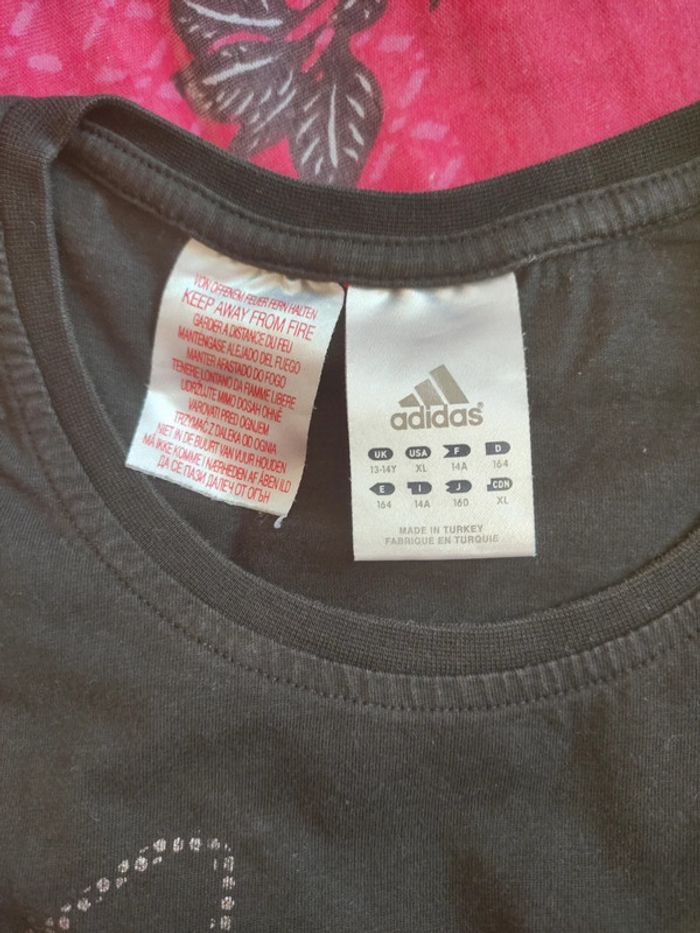 VON OFFENEM FEUER FERN HALTEN
KEEP AWAY FROM FIRE
GARDER A DISTANCE DU FEU
MANTÉNGASE ALEJADO DEL FUEGO
MANTER AFASTADO DO FOGO
TENERE LONTANO DA FIAMME LIBERE
UDRŽUJTE MIMO DOSAH OHNE
VAROVATI PRED OGNJEM
TRZYMAĆ Z DALEKA OD OGNIA
NIET IN DE BUURT VAN VUUR HOUDEN
MÅ IKKE KOMME I NÆRHEDEN AF ÅBEN ILD
ДА СЕ ПАЗИ ДАЛЕЧ ОТ ОГЪН
adidas®
UK USA F D
13-14Y XL 14A 164
E I J CDN
164 14A 160 XL
MADE IN TURKEY
FABRIQUE EN TURQUIE